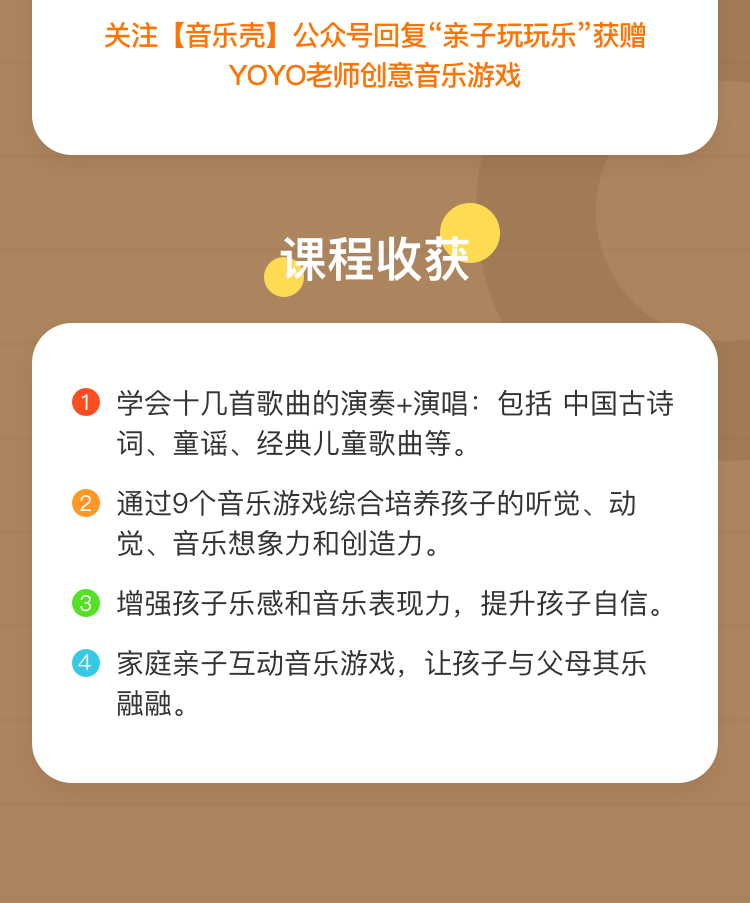 关注【音乐壳】公众号回复“亲子玩玩乐”获赠
YOYO老师创意音乐游戏
课程收获
1 学会十几首歌曲的演奏+演唱：包括 中国古诗
词、童谣、经典儿童歌曲等。
2 通过9个音乐游戏综合培养孩子的听觉、动
觉、音乐想象力和创造力。
3 增强孩子乐感和音乐表现力，提升孩子自信。
4 家庭亲子互动音乐游戏，让孩子与父母其乐
融融。